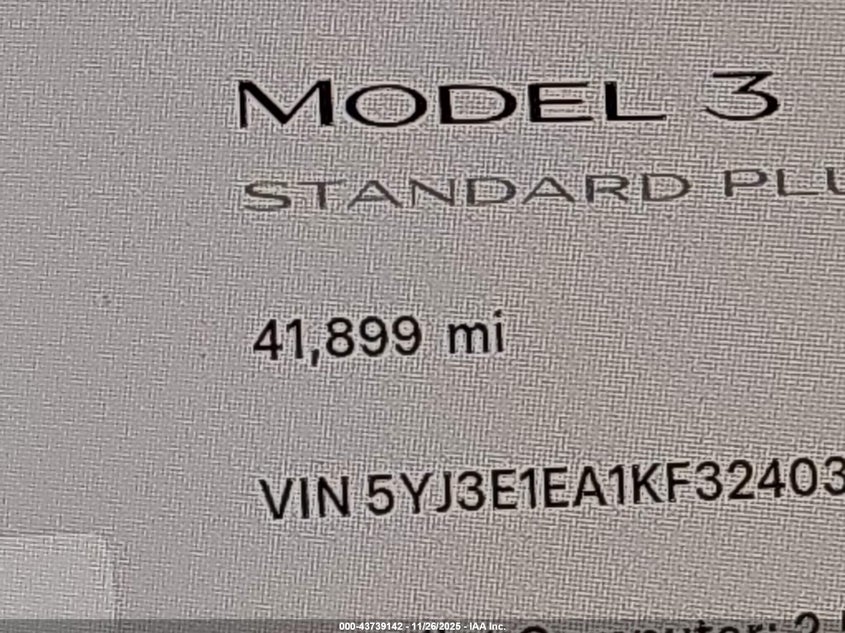 MODEL 3
STANDARD PLU
41,899 mi
VIN 5YJ3E1EA1KF32403
000-43739142 - 11/26/2025 - IAA Inc.